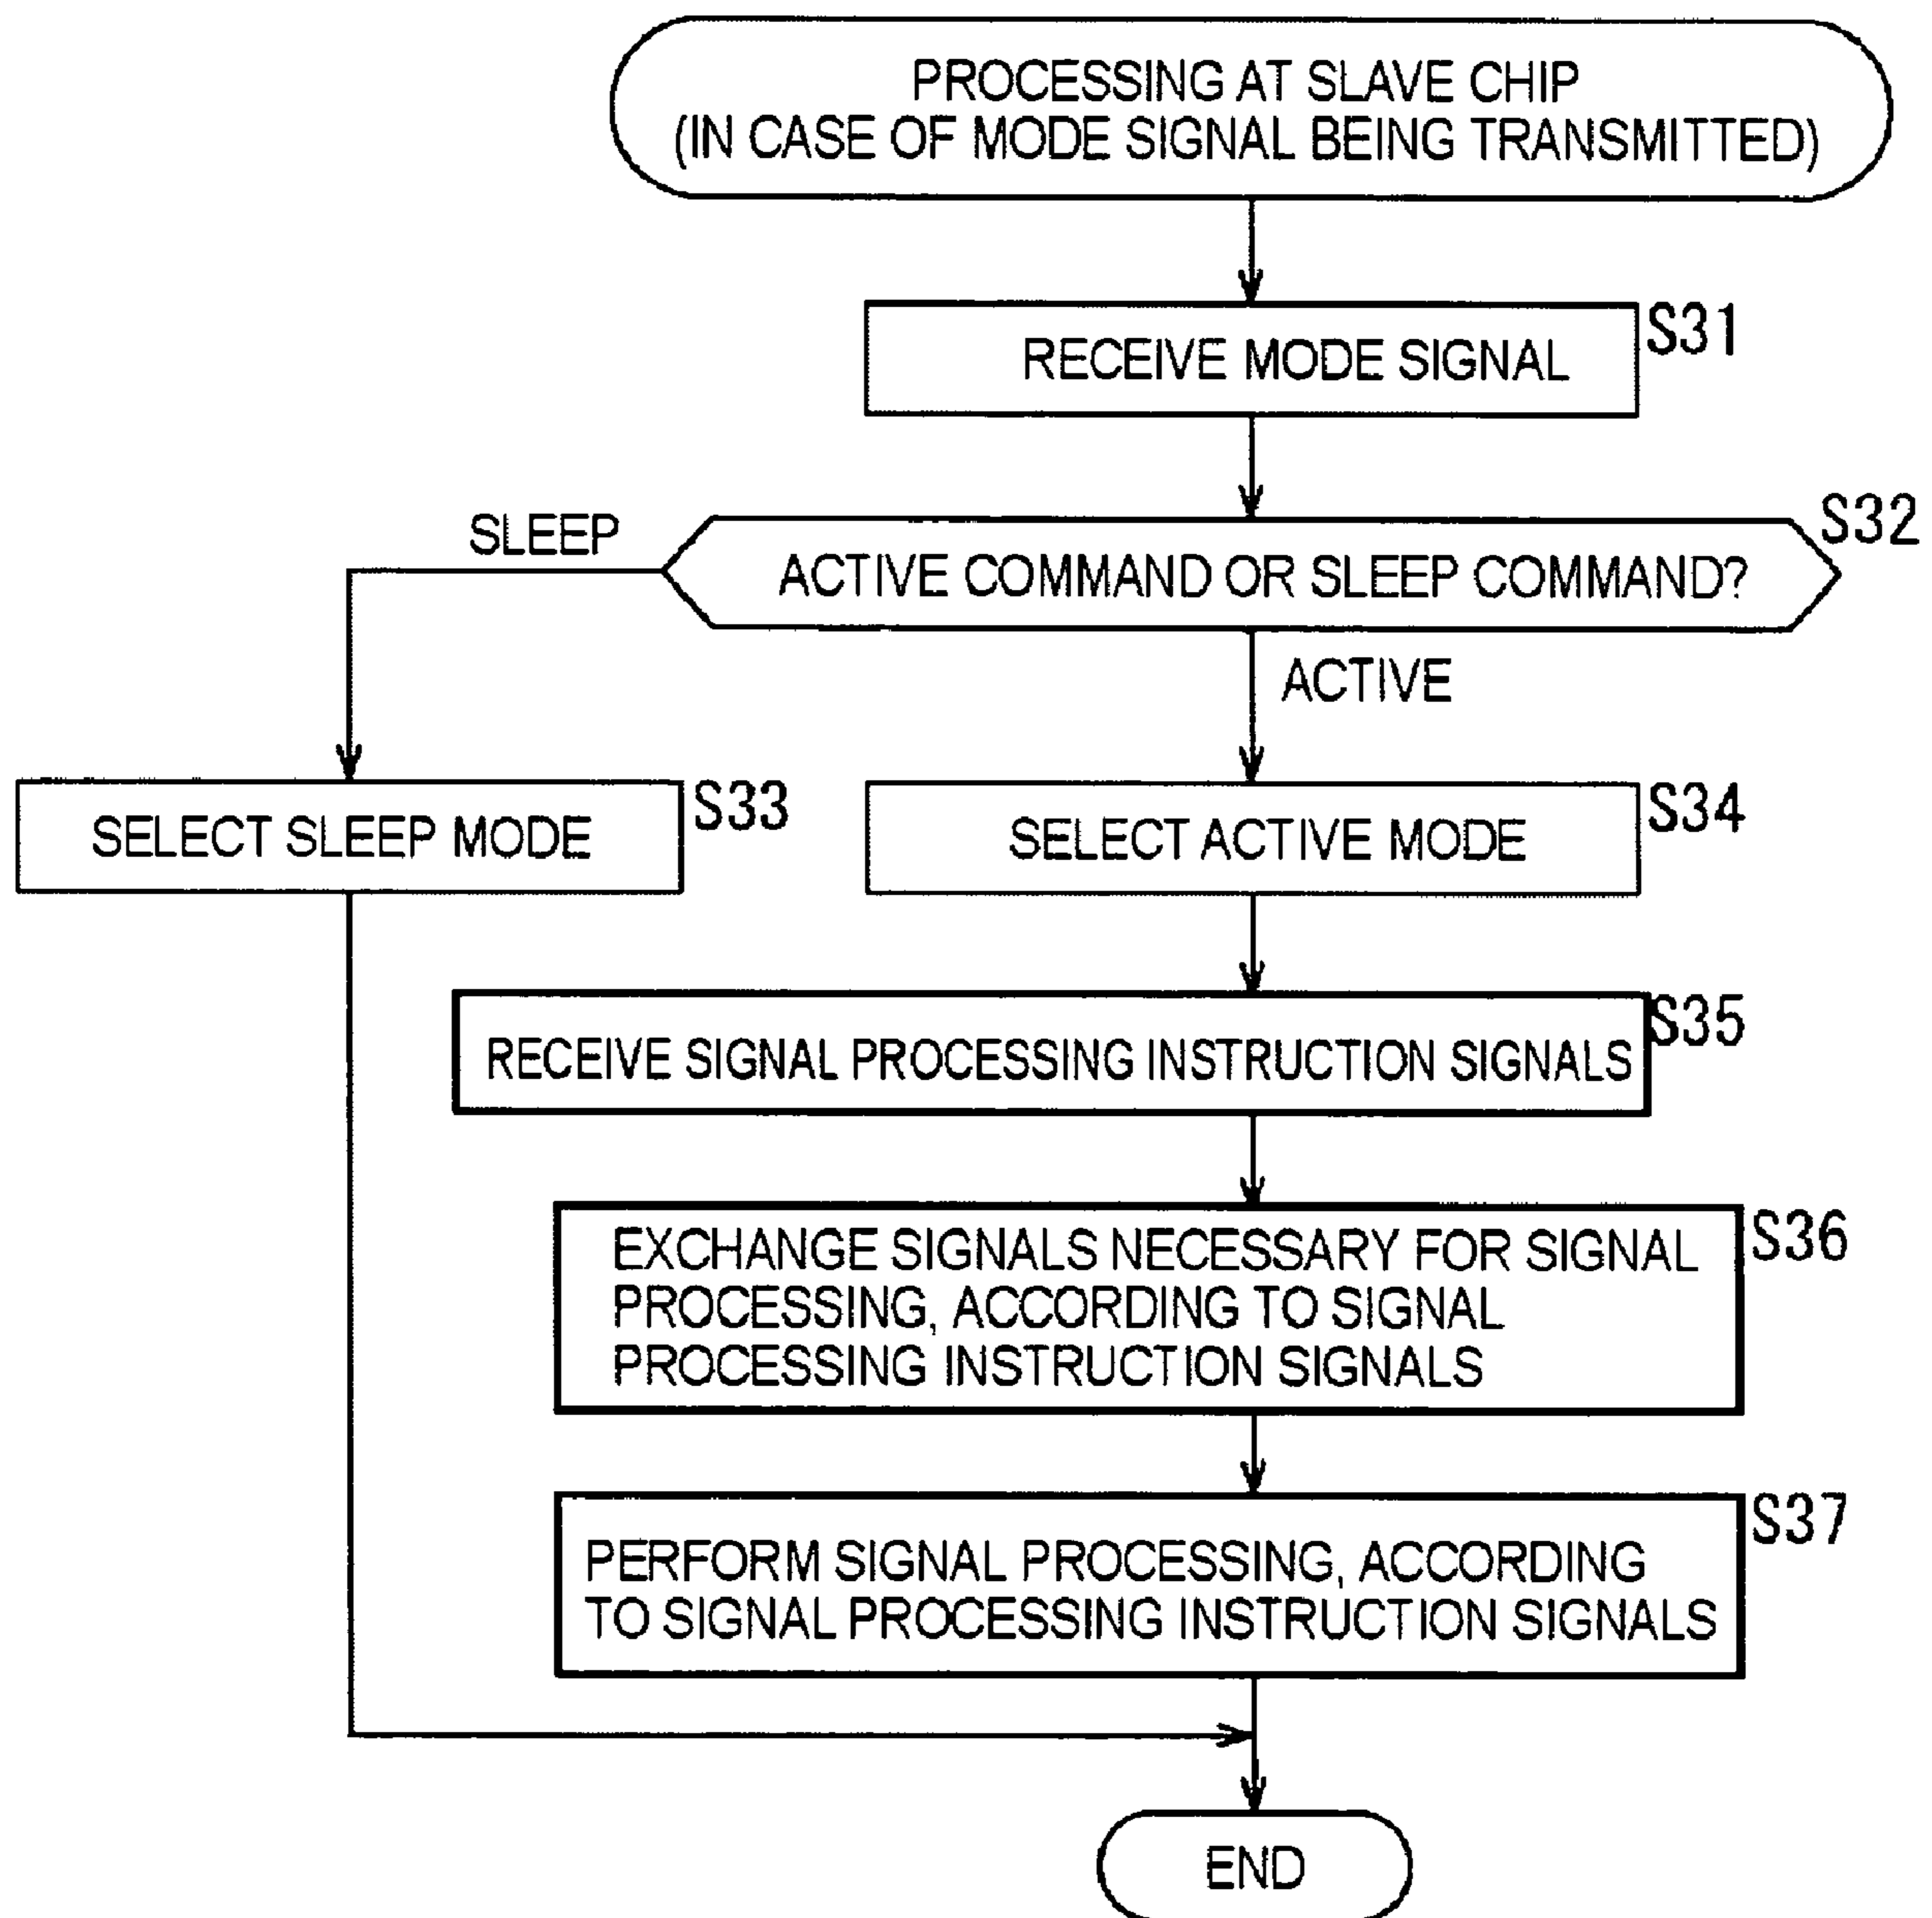 PROCESSING AT SLAVE CHIP
(IN CASE OF MODE SIGNAL BEING TRANSMITTED)
S31
RECEIVE MODE SIGNAL
S32
SLEEP
ACTIVE COMMAND OR SLEEP COMMAND?
ACTIVE
S33
SELECT SLEEP MODE
S34
SELECT ACTIVE MODE
S35
RECEIVE SIGNAL PROCESSING INSTRUCTION SIGNALS
S36
EXCHANGE SIGNALS NECESSARY FOR SIGNAL
PROCESSING, ACCORDING TO SIGNAL
PROCESSING INSTRUCTION SIGNALS
S37
PERFORM SIGNAL PROCESSING, ACCORDING
TO SIGNAL PROCESSING INSTRUCTION SIGNALS
END